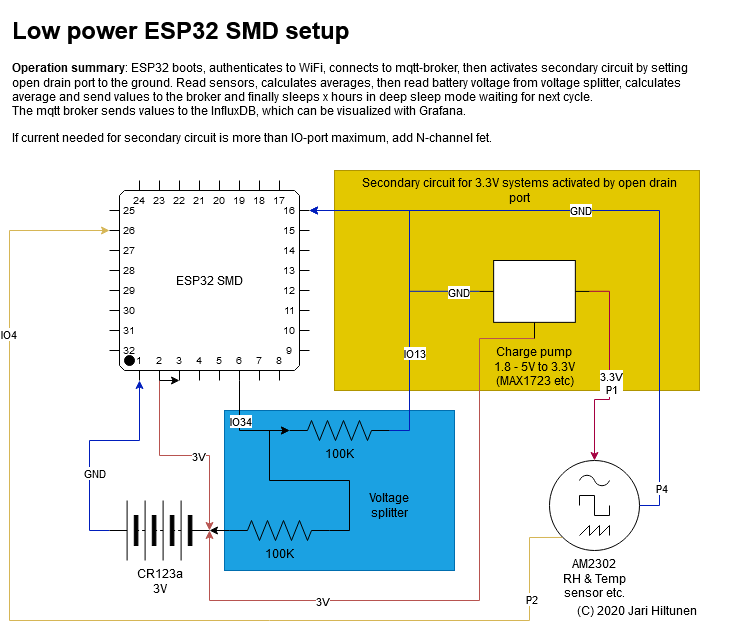 Low power ESP32 SMD setup
Operation summary: ESP32 boots, authenticates to WiFi, connects to mqtt-broker, then activates secondary circuit by setting
open drain port to the ground. Read sensors, calculates averages, then read battery voltage from voltage splitter, calculates
average and send values to the broker and finally sleeps x hours in deep sleep mode waiting for next cycle.
The mqtt broker sends values to the InfluxDB, which can be visualized with Grafana.
If current needed for secondary circuit is more than IO-port maximum, add N-channel fet.
Secondary circuit for 3.3V systems activated by open drain
port
24 23 22 21 20 19 18 17
25
26
27
28
29
30
31
32
16
15
14
13
12
11
10
9
ESP32 SMD
1 2 3 4 5 6 7 8
GND
GND
IO4
IO13
Charge pump
1.8 - 5V to 3.3V
(MAX1723 etc)
3.3V
P1
IO34
100K
3V
GND
Voltage
splitter
100K
P4
CR123a
3V
3V
AM2302
RH & Temp
sensor etc.
P2
(C) 2020 Jari Hiltunen